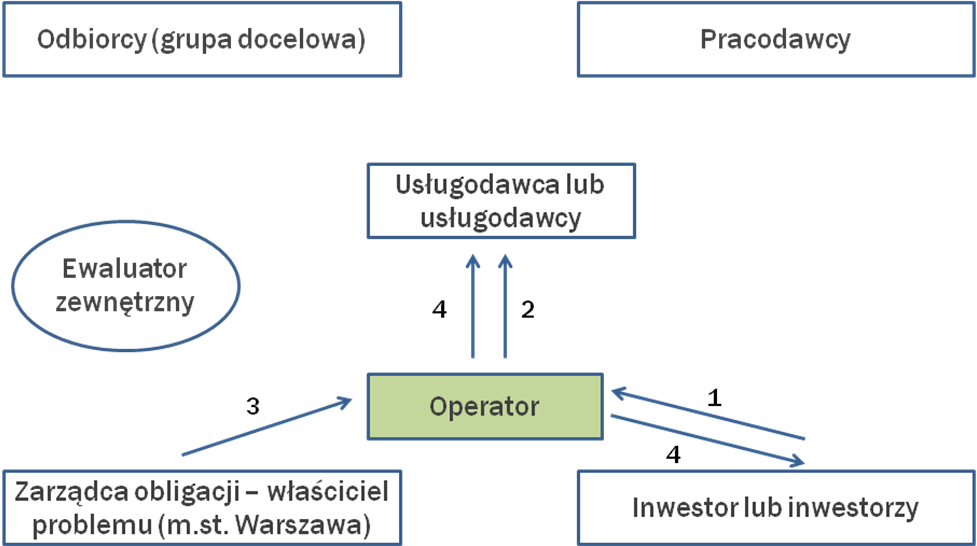 Odbiorcy (grupa docelowa)
Pracodawcy
Usługodawca lub
usługodawcy
Ewaluator
zewnętrzny
4
2
Operator
3
1
4
Zarządca obligacji – właściciel
problemu (m.st. Warszawa)
Inwestor lub inwestorzy